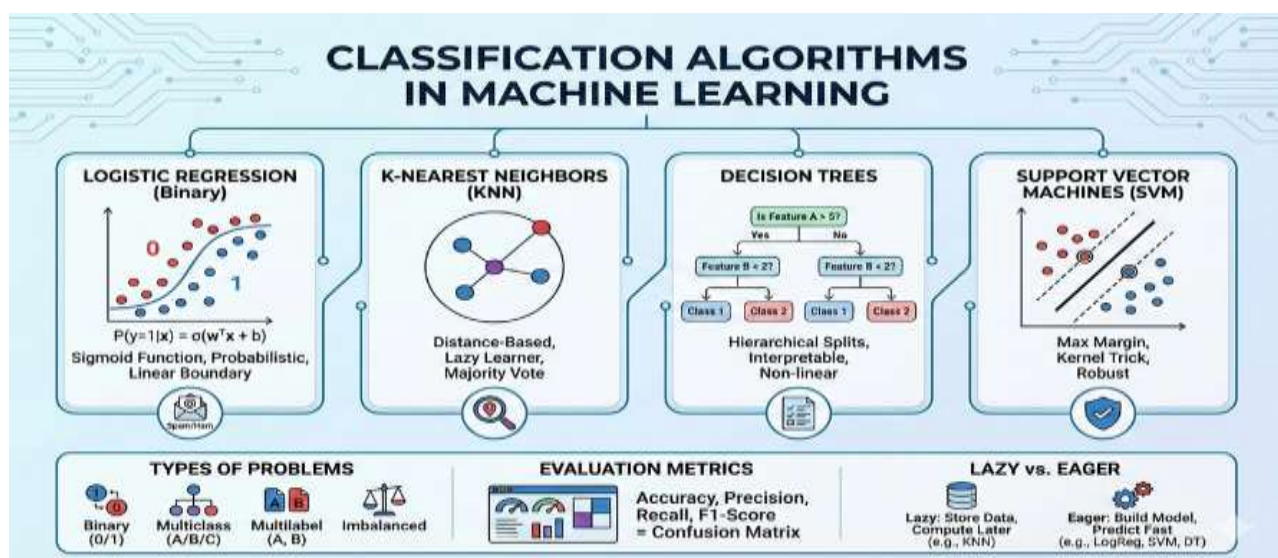 CLASSIFICATION ALGORITHMS
IN MACHINE LEARNING
LOGISTIC REGRESSION
(Binary)
0
1
P(y=1|x) = σ(wᵀx + b)
Sigmoid Function, Probabilistic,
Linear Boundary
Spam/Ham
K-NEAREST NEIGHBORS
(KNN)
Distance-Based,
Lazy Learner,
Majority Vote
DECISION TREES
Is Feature A > 5?
Yes No
Feature B < 2? Feature B < 2?
Class 1 Class 2 Class 1 Class 2
Hierarchical Splits,
Interpretable,
Non-linear
SUPPORT VECTOR
MACHINES (SVM)
Max Margin,
Kernel Trick,
Robust
TYPES OF PROBLEMS
1 0
A B
Binary
(0/1)
Multiclass
(A/B/C)
Multilabel
(A, B)
Imbalanced
EVALUATION METRICS
Accuracy, Precision,
Recall, F1-Score
= Confusion Matrix
LAZY vs. EAGER
Lazy: Store Data,
Compute Later
(e.g., KNN)
Eager: Build Model,
Predict Fast
(e.g., LogReg, SVM, DT)